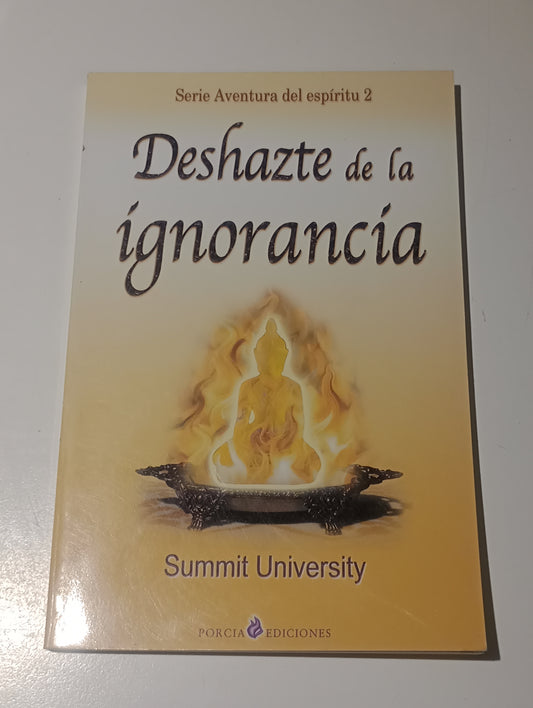 Serie Aventura del espíritu 2
Deshazte de la
ignorancia
Summit University
PORCIA EDICIONES